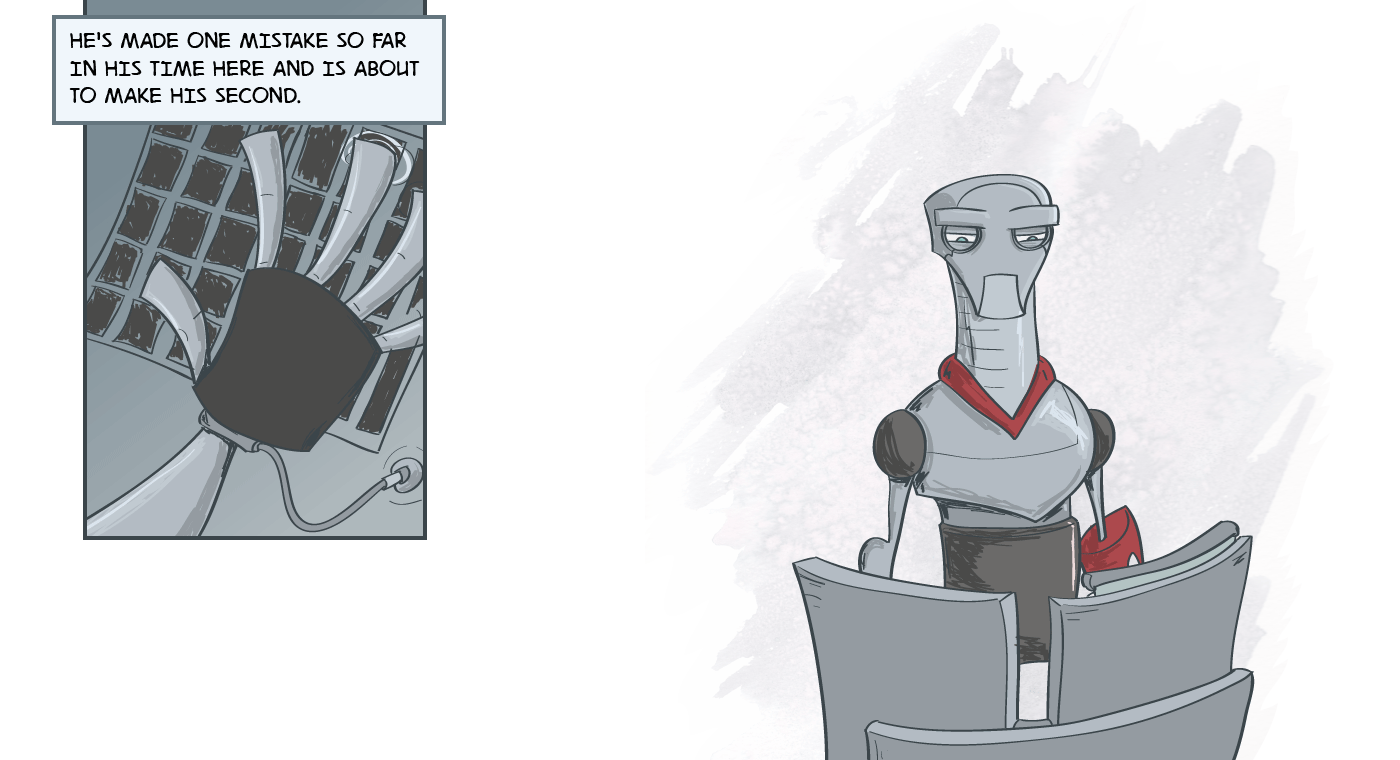 HE'S MADE ONE MISTAKE SO FAR
IN HIS TIME HERE AND IS ABOUT
TO MAKE HIS SECOND.